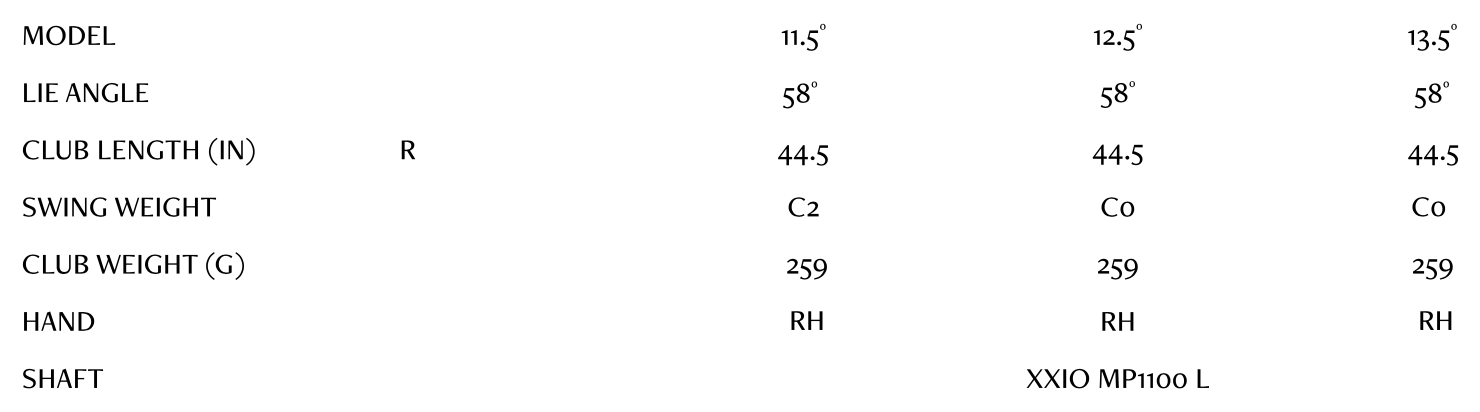 MODEL 11.5° 12.5° 13.5°
LIE ANGLE 58° 58° 58°
CLUB LENGTH (IN) R 44.5 44.5 44.5
SWING WEIGHT C2 C0 C0
CLUB WEIGHT (G) 259 259 259
HAND RH RH RH
SHAFT XXIO MP1100 L